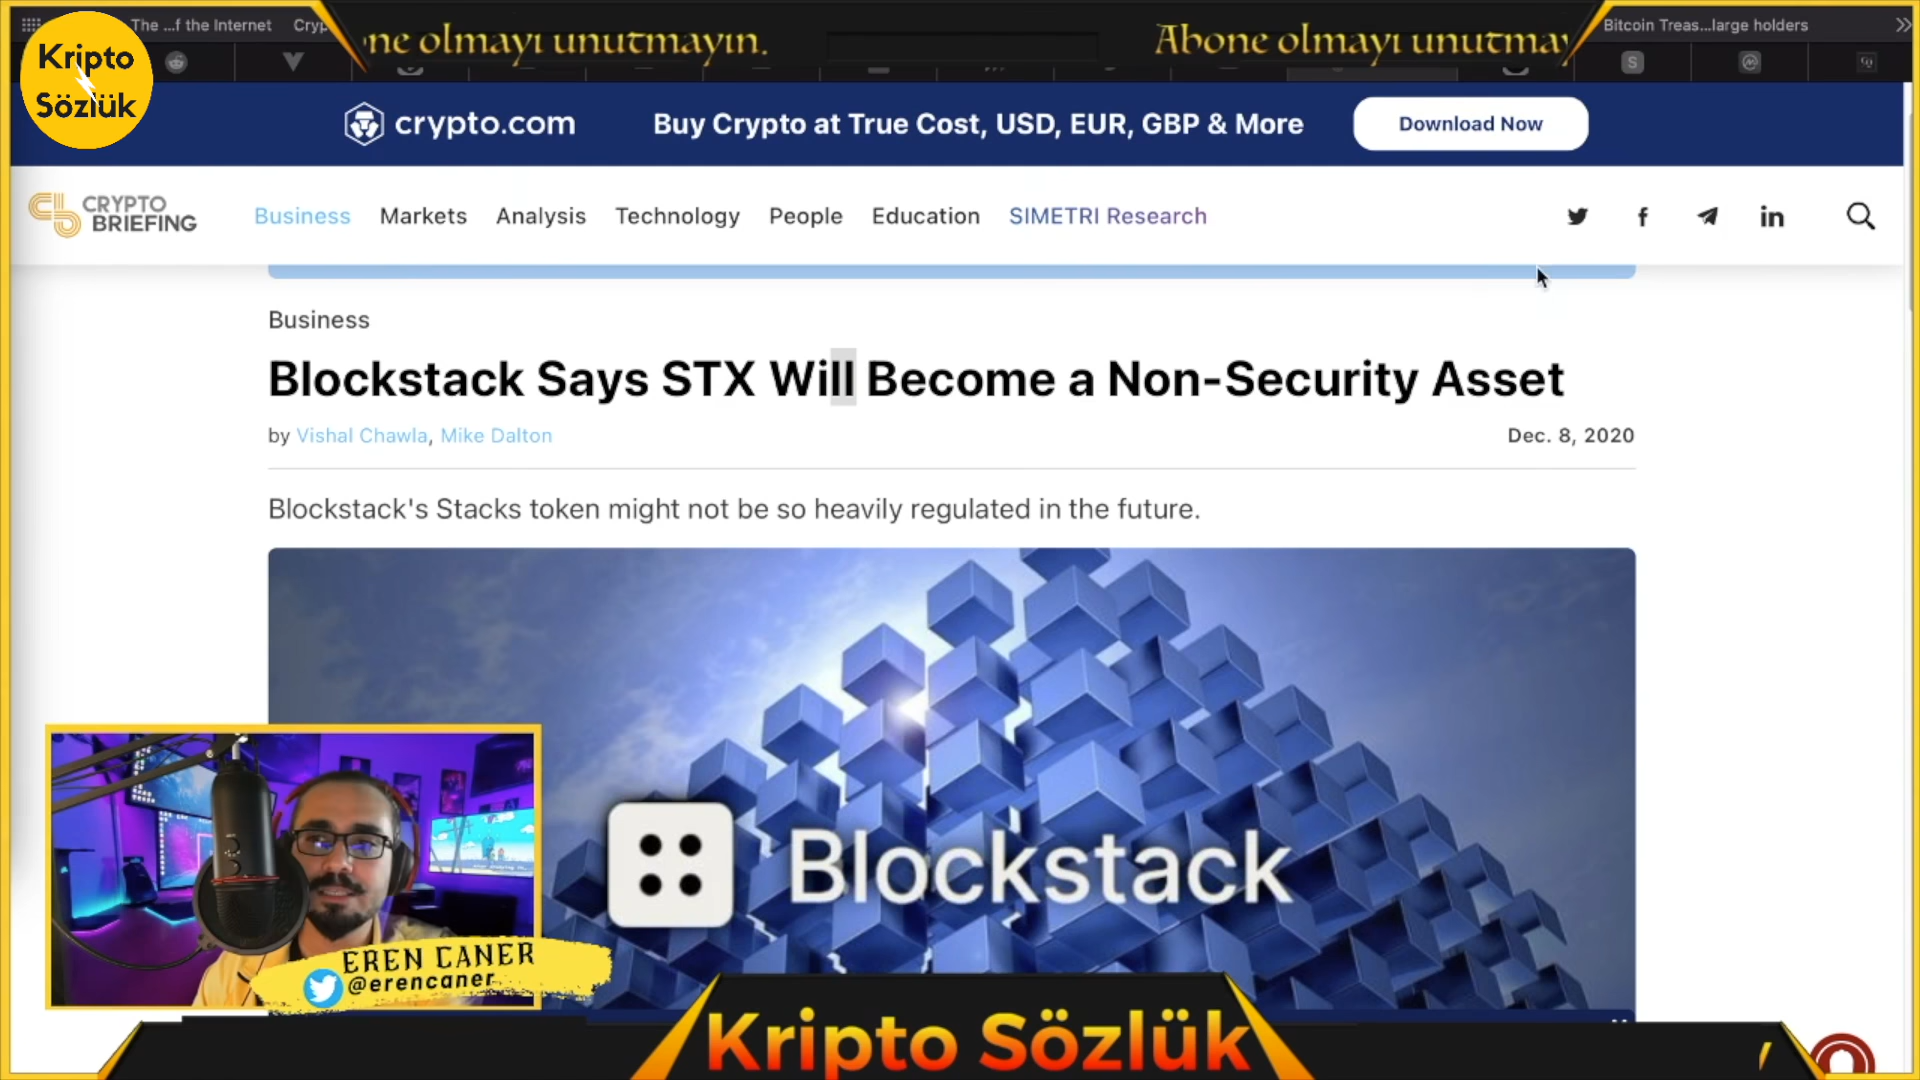 The ...f the Internet
ne olmayı unutmayın.
Abone olmayı unutmay
Bitcoin Treas...large holders
Kripto
Sözlük
crypto.com
Buy Crypto at True Cost, USD, EUR, GBP & More
Download Now
CRYPTO
BRIEFING
Business
Markets
Analysis
Technology
People
Education
SIMETRI Research
Business
Blockstack Says STX Will Become a Non-Security Asset
by Vishal Chawla, Mike Dalton
Dec. 8, 2020
Blockstack's Stacks token might not be so heavily regulated in the future.
Blockstack
EREN CANER
@erencaner
Kripto Sözlük